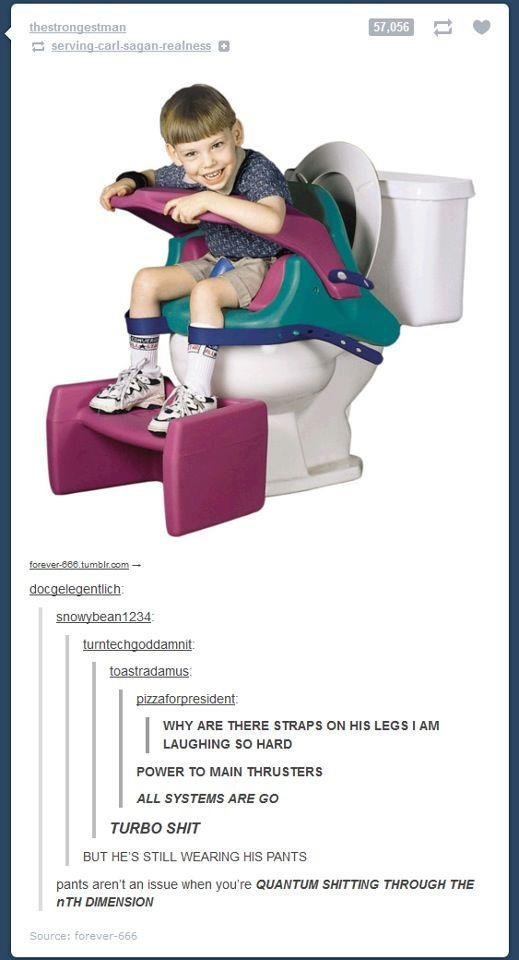 thestrongestman
57,056
serving-carl-sagan-realness
forever-666.tumblr.com →
docgelegentlich:
snowybean1234:
turntechgoddamnit:
toastradamus:
pizzaforpresident:
WHY ARE THERE STRAPS ON HIS LEGS I AM
LAUGHING SO HARD
POWER TO MAIN THRUSTERS
ALL SYSTEMS ARE GO
TURBO SHIT
BUT HE'S STILL WEARING HIS PANTS
pants aren't an issue when you're QUANTUM SHITTING THROUGH THE
nTH DIMENSION
Source: forever-666